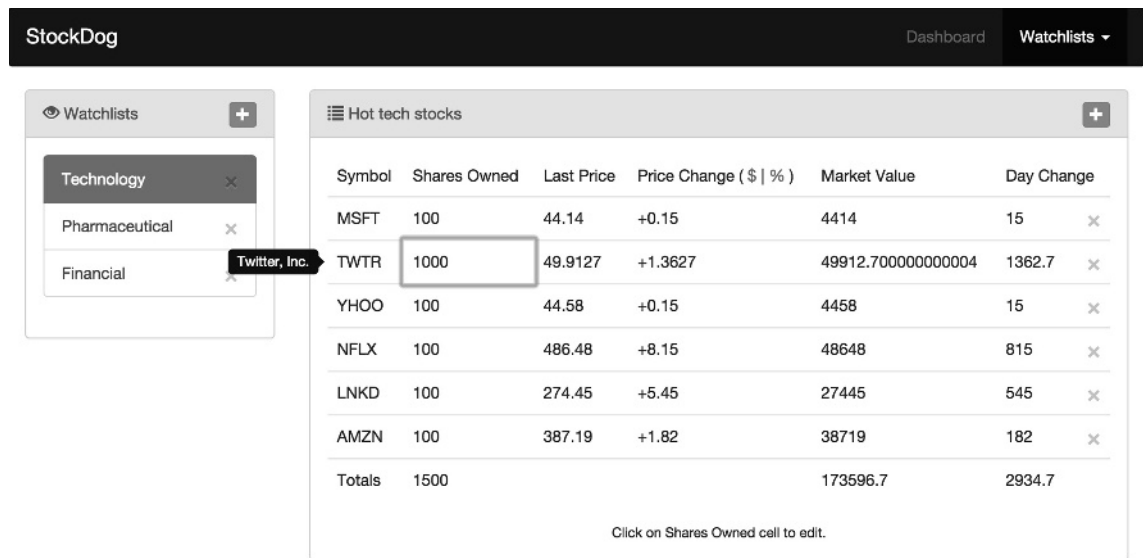 StockDog Dashboard Watchlists
Watchlists
Technology
Pharmaceutical
Financial
Hot tech stocks
Symbol Shares Owned Last Price Price Change ( $ | % ) Market Value Day Change
MSFT 100 44.14 +0.15 4414 15
Twitter, Inc. TWTR 1000 49.9127 +1.3627 49912.700000000004 1362.7
YHOO 100 44.58 +0.15 4458 15
NFLX 100 486.48 +8.15 48648 815
LNKD 100 274.45 +5.45 27445 545
AMZN 100 387.19 +1.82 38719 182
Totals 1500 173596.7 2934.7
Click on Shares Owned cell to edit.